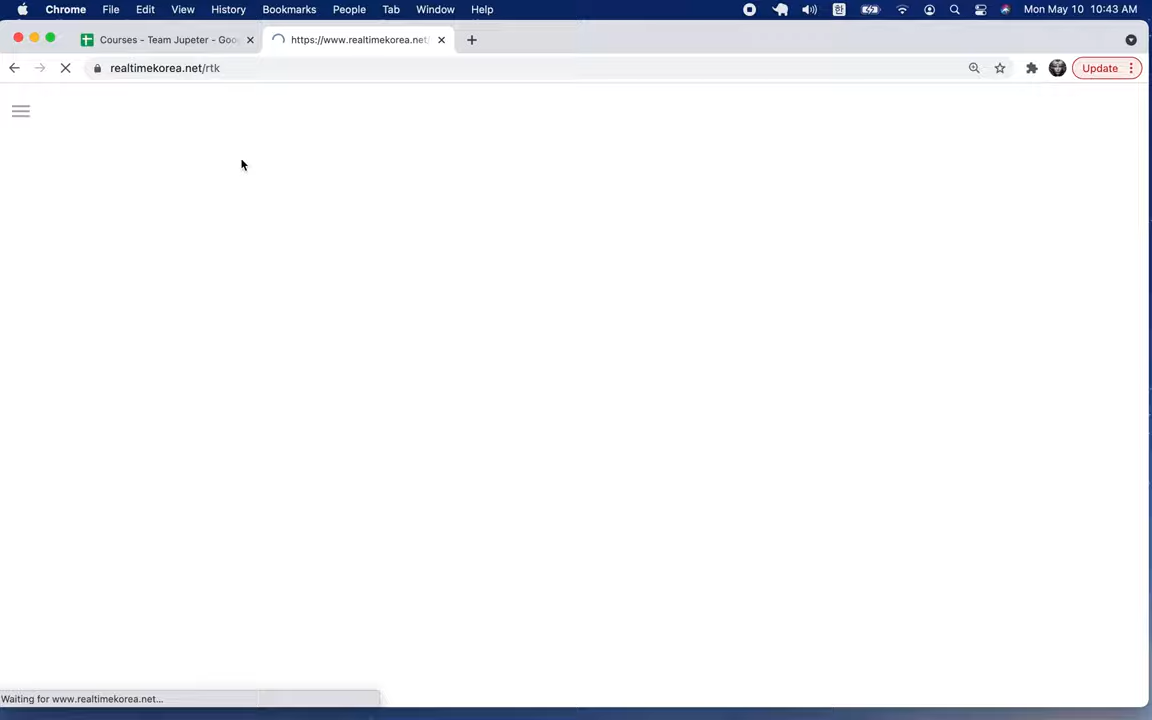 Chrome File Edit View History Bookmarks People Tab Window Help 한 Mon May 10 10:43 AM
Courses - Team Jupeter - Goo https://www.realtimekorea.net/
realtimekorea.net/rtk Update
Waiting for www.realtimekorea.net...